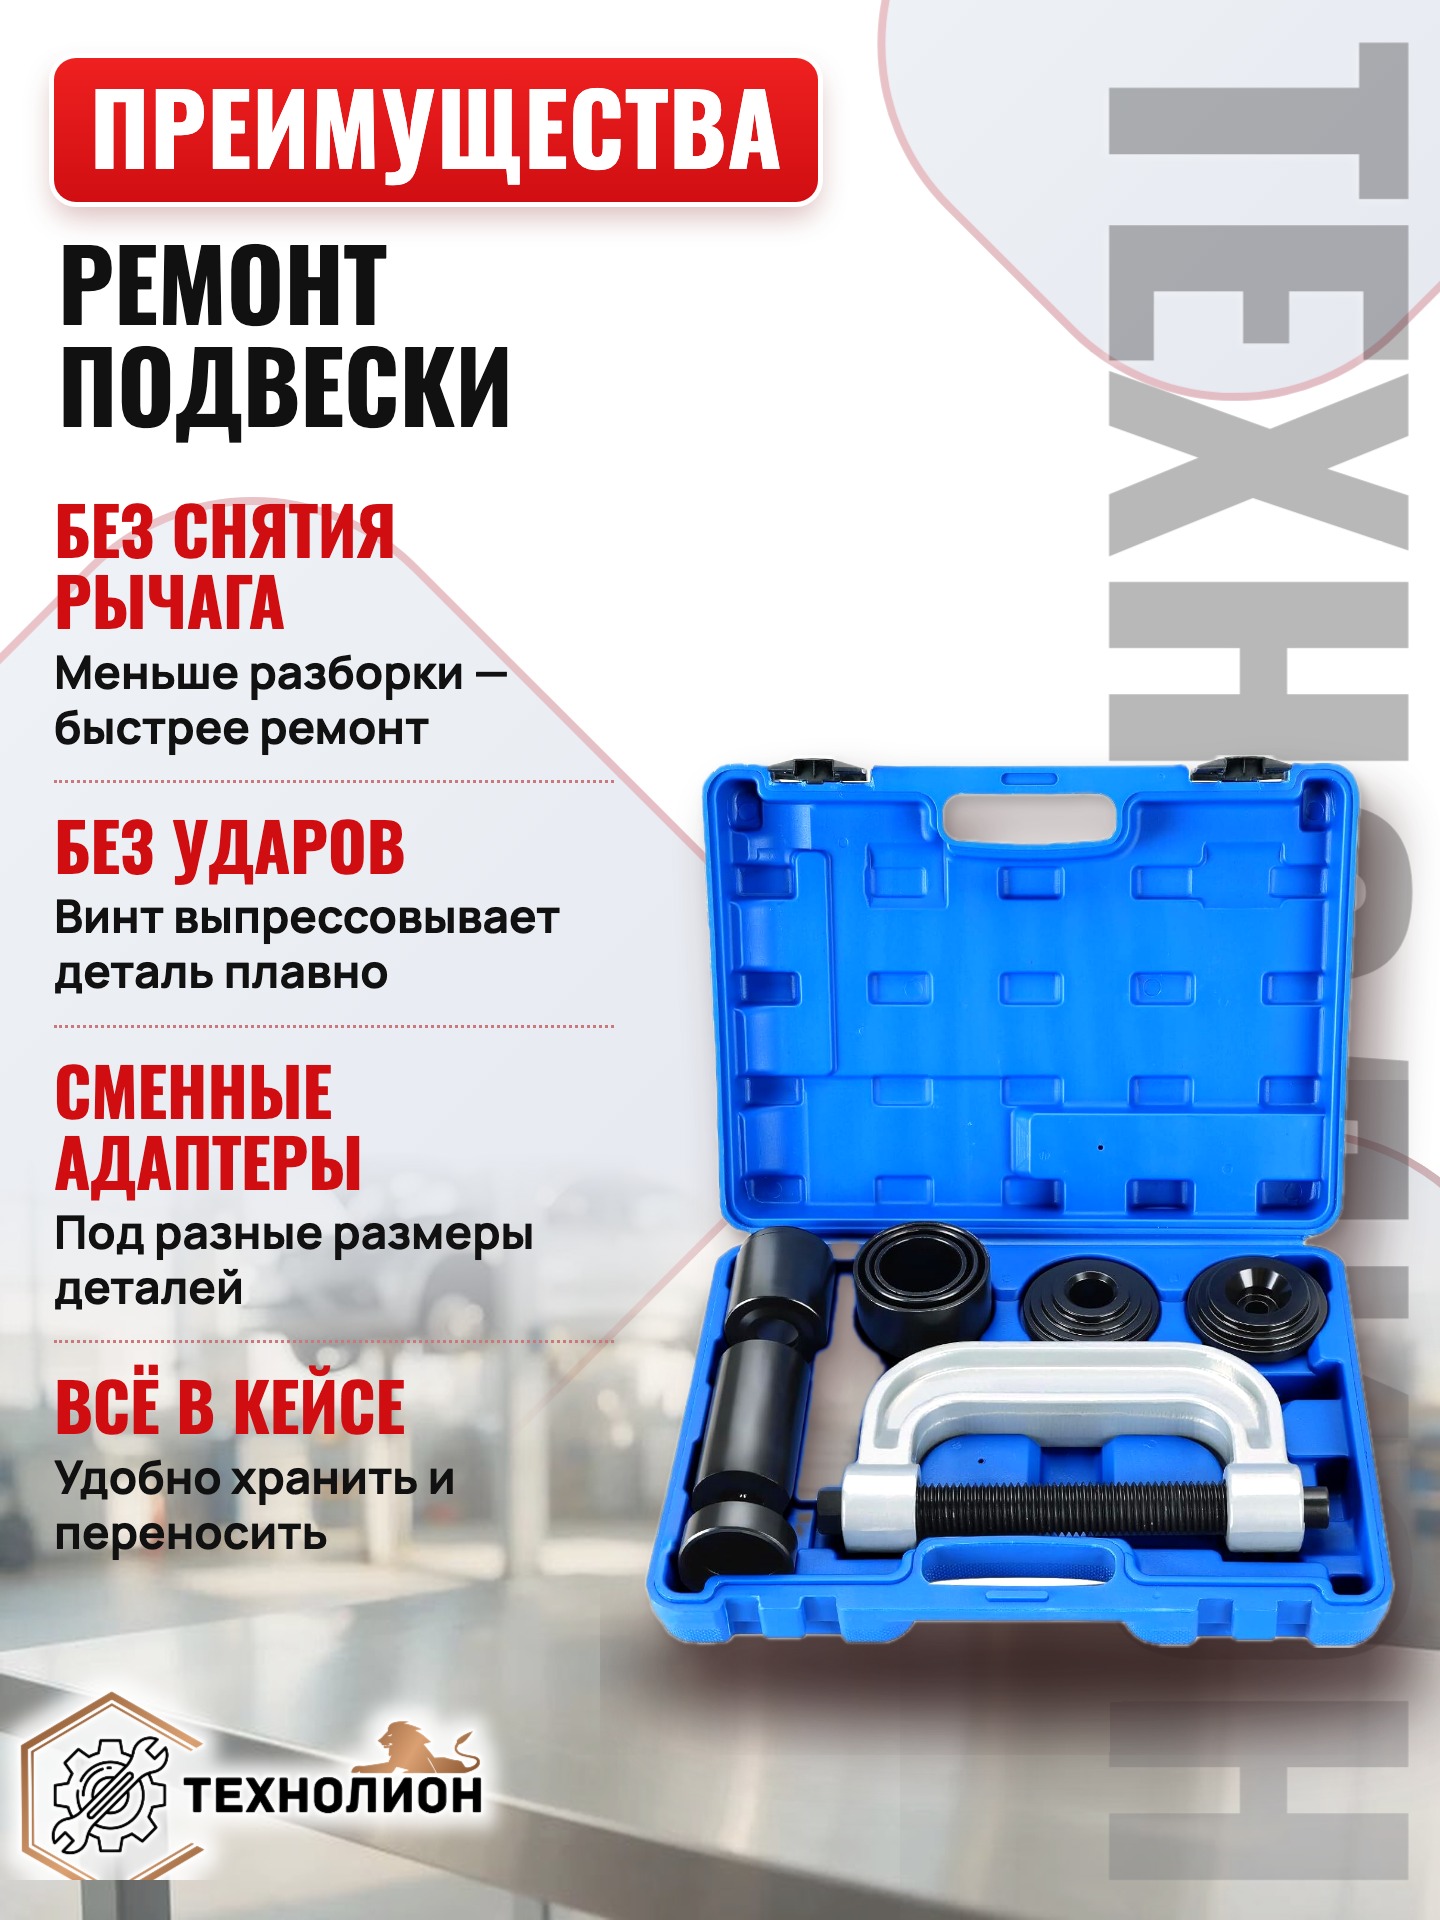 ПРЕИМУЩЕСТВА
РЕМОНТ
ПОДВЕСКИ
БЕЗ СНЯТИЯ
РЫЧАГА
Меньше разборки —
быстрее ремонт
БЕЗ УДАРОВ
Винт выпрессовывает
деталь плавно
СМЕННЫЕ
АДАПТЕРЫ
Под разные размеры
деталей
ВСЁ В КЕЙСЕ
Удобно хранить и
переносить
ТЕХНОЛИОН
ТЕХНОЛИОН